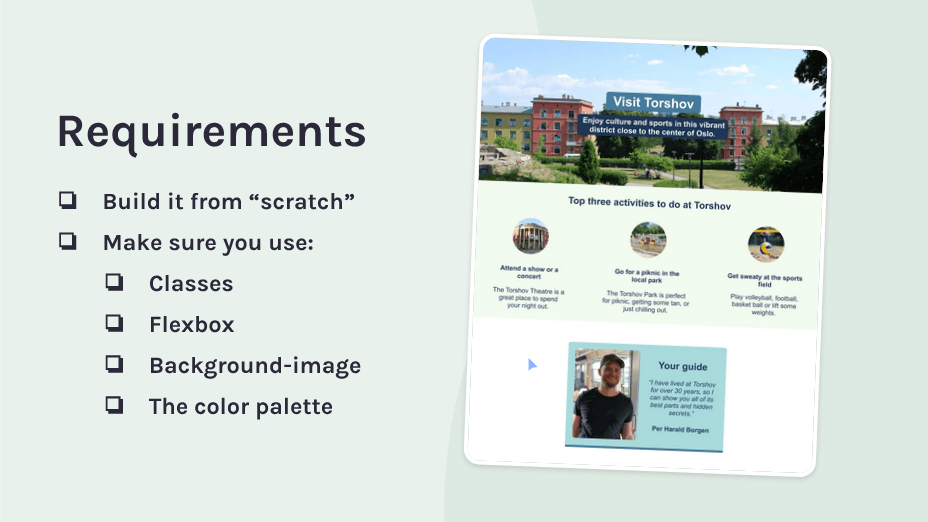 Requirements
Build it from “scratch”
Make sure you use:
Classes
Flexbox
Background-image
The color palette
Visit Torshov
Enjoy culture and sports in this vibrant
district close to the center of Oslo.
Top three activities to do at Torshov
Attend a show or a
concert
The Torshov Theatre is a
great place to spend
your night out.
Go for a piknic in the
local park
The Torshov Park is perfect
for piknic, getting some tan, or
just chilling out.
Get sweaty at the sports
field
Play volleyball, football,
basket ball or lift some
weights.
Your guide
"I have lived at Torshov
for over 30 years, so I
can show you all of its
best parts and hidden
secrets."
Per Harald Borgen